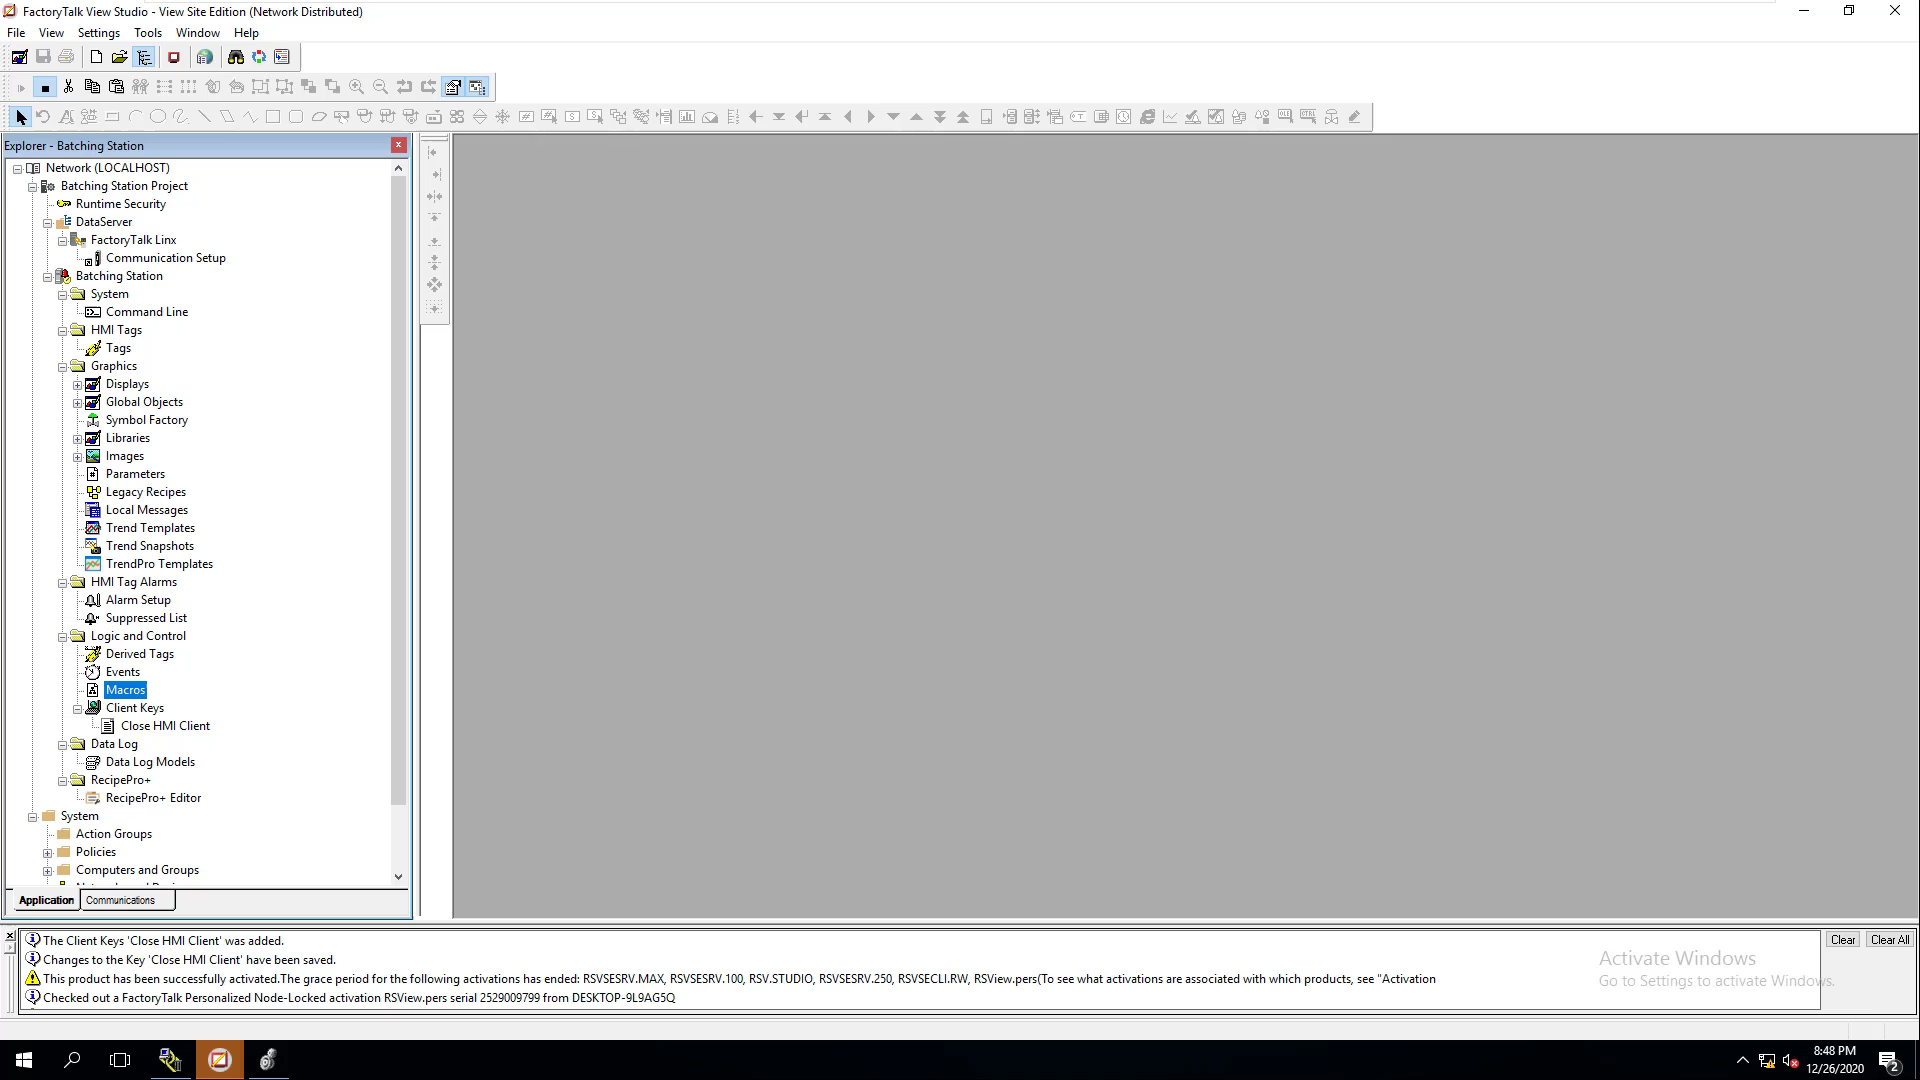 FactoryTalk View Studio - View Site Edition (Network Distributed)
File View Settings Tools Window Help
Explorer - Batching Station
Network (LOCALHOST)
Batching Station Project
Runtime Security
DataServer
FactoryTalk Linx
Communication Setup
Batching Station
System
Command Line
HMI Tags
Tags
Graphics
Displays
Global Objects
Symbol Factory
Libraries
Images
Parameters
Legacy Recipes
Local Messages
Trend Templates
Trend Snapshots
TrendPro Templates
HMI Tag Alarms
Alarm Setup
Suppressed List
Logic and Control
Derived Tags
Events
Macros
Client Keys
Close HMI Client
Data Log
Data Log Models
RecipePro+
RecipePro+ Editor
System
Action Groups
Policies
Computers and Groups
Application Communications
The Client Keys 'Close HMI Client' was added.
Changes to the Key 'Close HMI Client' have been saved.
This product has been successfully activated.The grace period for the following activations has ended: RSVSESRV.MAX, RSVSESRV.100, RSV.STUDIO, RSVSESRV.250, RSVSECLI.RW, RSView.pers(To see what activations are associated with which products, see "Activation
Checked out a FactoryTalk Personalized Node-Locked activation RSView.pers serial 2529009799 from DESKTOP-9L9AG5Q
Clear Clear All
Activate Windows
Go to Settings to activate Windows.
8:48 PM
12/26/2020
2